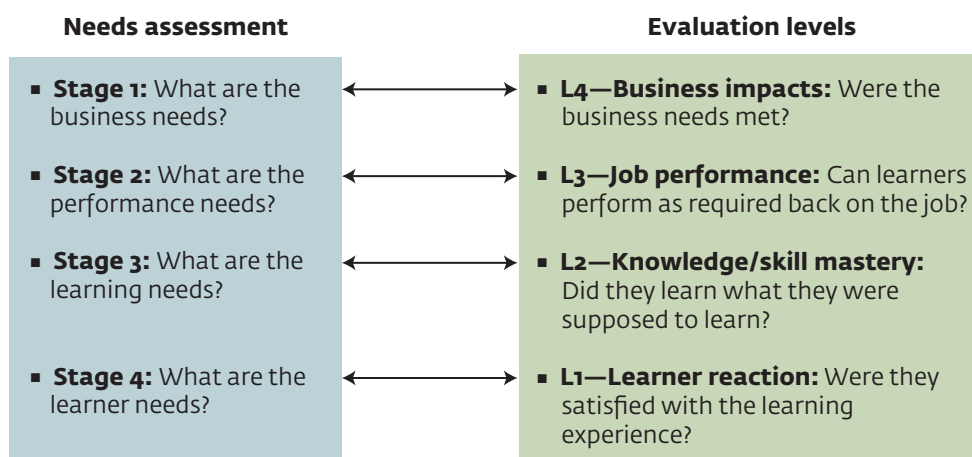 Needs assessment
Evaluation levels
▪ Stage 1: What are the
business needs?
▪ L4—Business impacts: Were the
business needs met?
▪ Stage 2: What are the
performance needs?
▪ L3—Job performance: Can learners
perform as required back on the job?
▪ Stage 3: What are the
learning needs?
▪ L2—Knowledge/skill mastery:
Did they learn what they were
supposed to learn?
▪ Stage 4: What are the
learner needs?
▪ L1—Learner reaction: Were they
satisfied with the learning
experience?